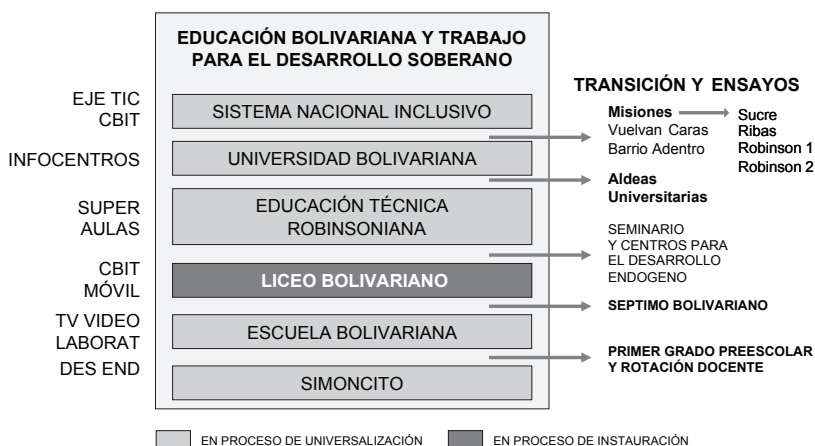 EDUCACIÓN BOLIVARIANA Y TRABAJO
PARA EL DESARROLLO SOBERANO
EJE TIC
CBIT
INFOCENTROS
SUPER
AULAS
CBIT
MÓVIL
TV VIDEO
LABORAT
DES END
SISTEMA NACIONAL INCLUSIVO
UNIVERSIDAD BOLIVARIANA
EDUCACIÓN TÉCNICA
ROBINSONIANA
LICEO BOLIVARIANO
ESCUELA BOLIVARIANA
SIMONCITO
TRANSICIÓN Y ENSAYOS
Misiones
Vuelvan Caras
Barrio Adentro
Sucre
Ribas
Robinson 1
Robinson 2
Aldeas
Universitarias
SEMINARIO
Y CENTROS PARA
EL DESARROLLO
ENDOGENO
SEPTIMO BOLIVARIANO
PRIMER GRADO PREESCOLAR
Y ROTACIÓN DOCENTE
EN PROCESO DE UNIVERSALIZACIÓN
EN PROCESO DE INSTAURACIÓN